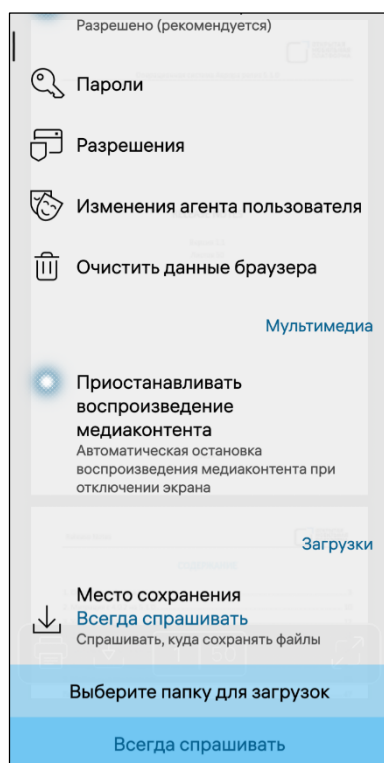 Разрешено (рекомендуется)
Пароли
Разрешения
Изменения агента пользователя
Очистить данные браузера
Мультимедиа
Приостанавливать
воспроизведение
медиаконтента
Автоматическая остановка
воспроизведения медиаконтента при
отключении экрана
Загрузки
Место сохранения
Всегда спрашивать
Спрашивать, куда сохранять файлы
Выберите папку для загрузок
Всегда спрашивать